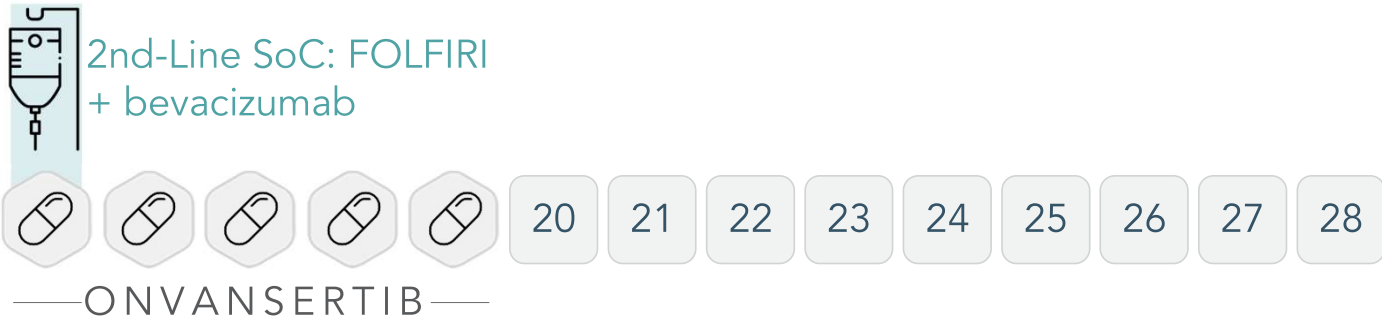 2nd-Line SoC: FOLFIRI
+ bevacizumab
20 21 22 23 24 25 26 27 28
ONVANSERTIB